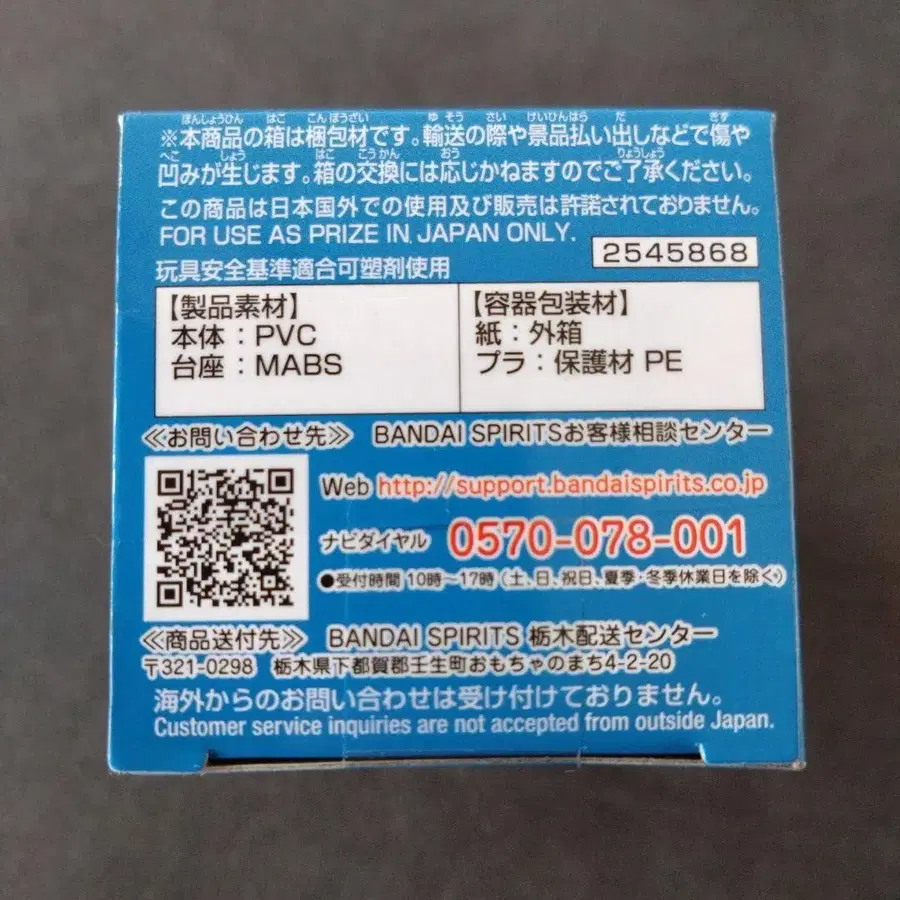 ※本商品の箱は梱包材です。輸送の際や景品払い出しなどで傷や
凹みが生じます。箱の交換には応じかねますのでご了承ください。
この商品は日本国外での使用及び販売は許諾されておりません。
FOR USE AS PRIZE IN JAPAN ONLY.
2545868
玩具安全基準適合可塑剤使用
【製品素材】
本体：PVC
台座：MABS
【容器包装材】
紙：外箱
プラ：保護材 PE
≪お問い合わせ先≫ BANDAI SPIRITSお客様相談センター
Web http://support.bandaispirits.co.jp
ナビダイヤル 0570-078-001
●受付時間 10時～17時（土、日、祝日、夏季・冬季休業日を除く）
≪商品送付先≫ BANDAI SPIRITS 栃木配送センター
〒321-0298 栃木県下都賀郡壬生町おもちゃのまち4-2-20
海外からのお問い合わせは受け付けておりません。
Customer service inquiries are not accepted from outside Japan.